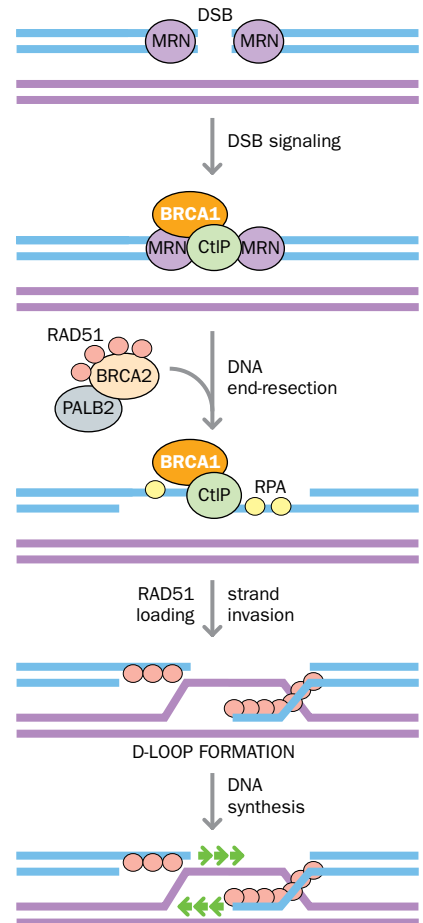 DSB
MRN MRN
DSB signaling
BRCA1
MRN CtIP MRN
RAD51
BRCA2
PALB2
DNA
end-resection
BRCA1
CtIP
RPA
RAD51
loading
strand
invasion
D-LOOP FORMATION
DNA
synthesis